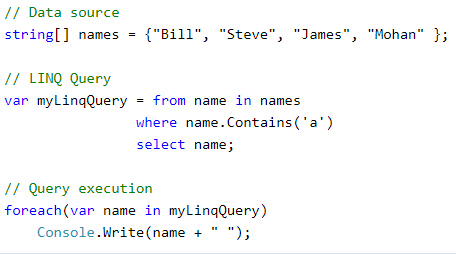 // Data source
string[] names = {"Bill", "Steve", "James", "Mohan" };
// LINQ Query
var myLinqQuery = from name in names
where name.Contains('a')
select name;
// Query execution
foreach(var name in myLinqQuery)
Console.Write(name + " ");